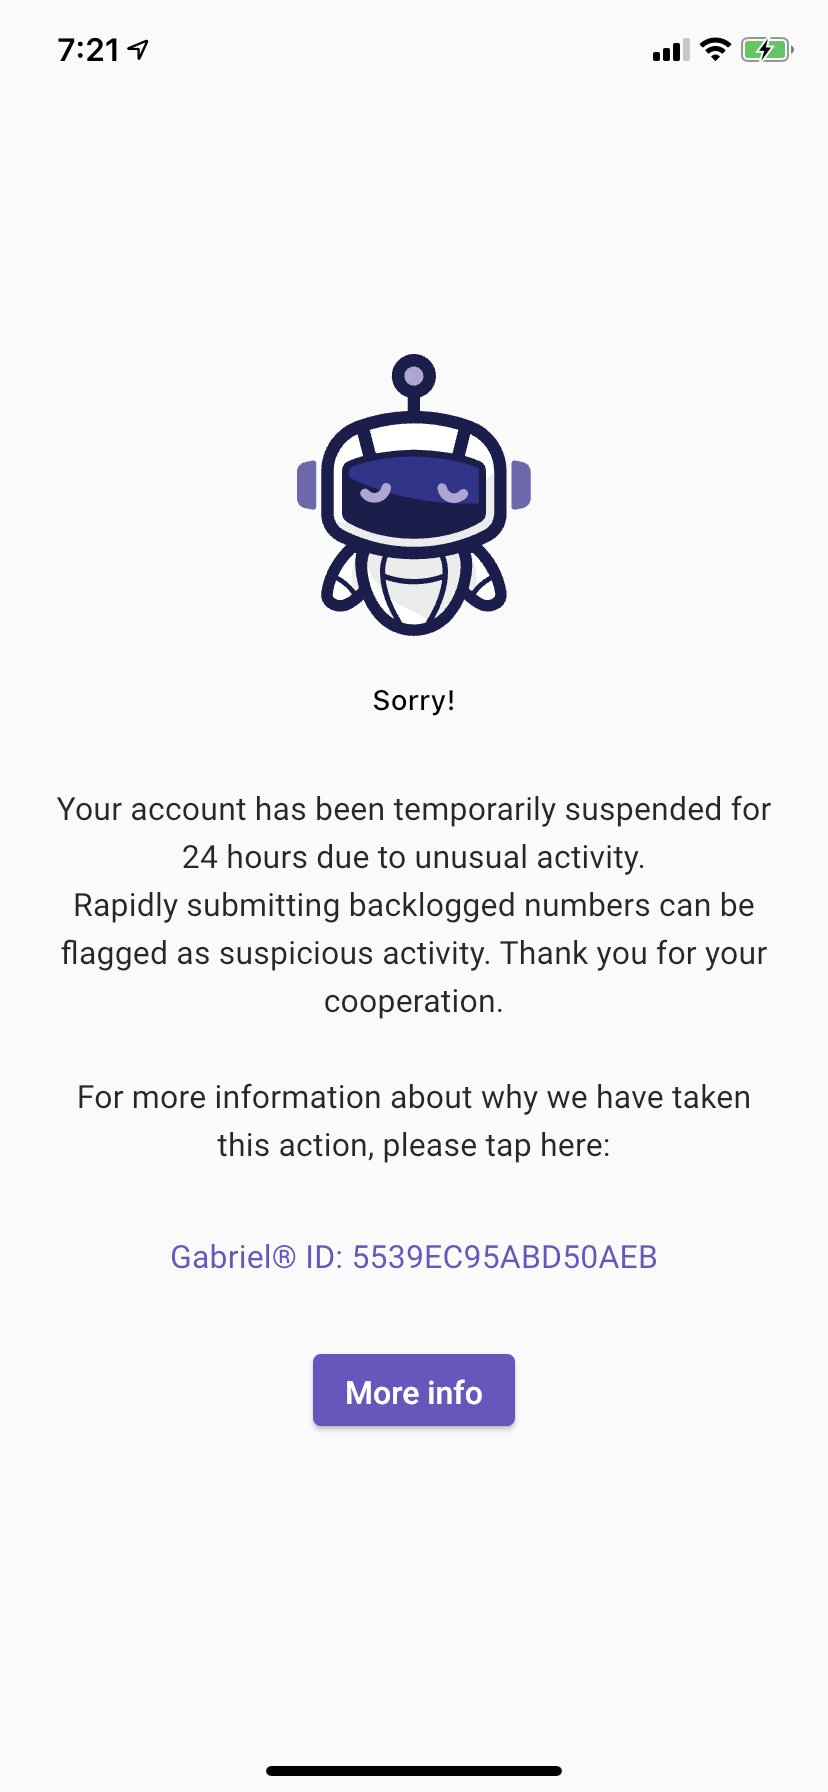 7:21
Sorry!
Your account has been temporarily suspended for
24 hours due to unusual activity.
Rapidly submitting backlogged numbers can be
flagged as suspicious activity. Thank you for your
cooperation.
For more information about why we have taken
this action, please tap here:
Gabriel® ID: 5539EC95ABD50AEB
More info